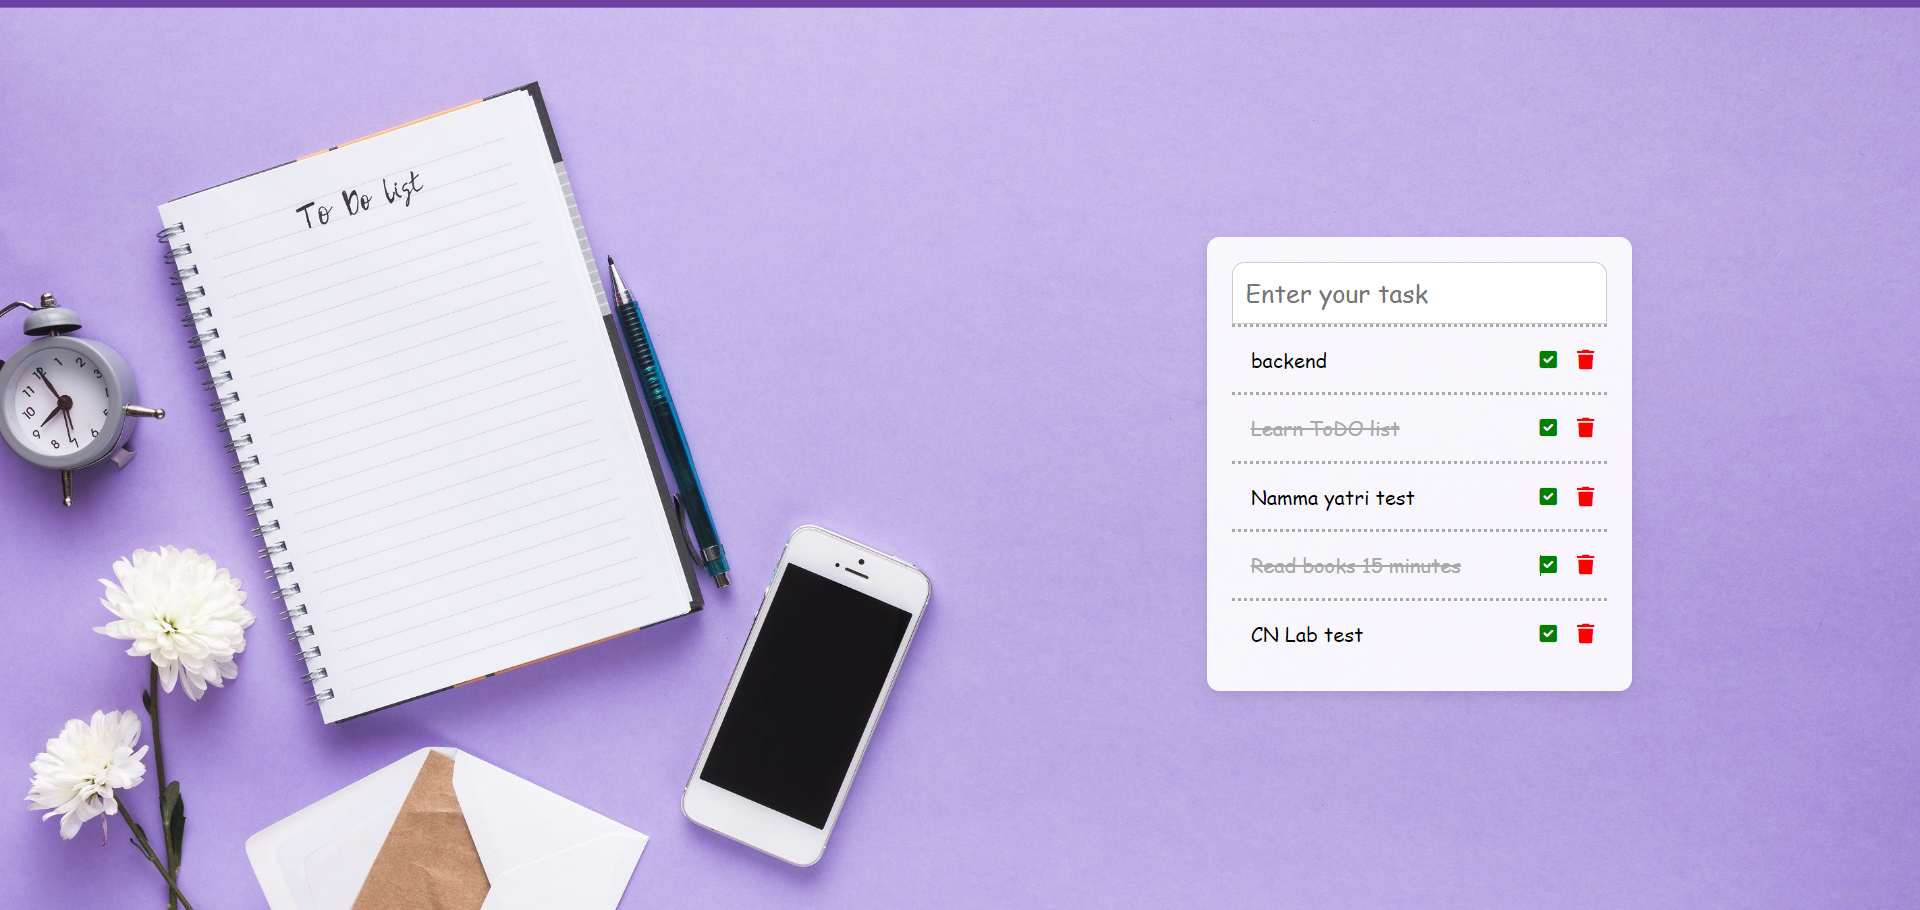 To Do list
12
1
2
3
5
6
7
8
9
10
11
Enter your task
backend
Learn ToDO list
Namma yatri test
Read books 15 minutes
CN Lab test